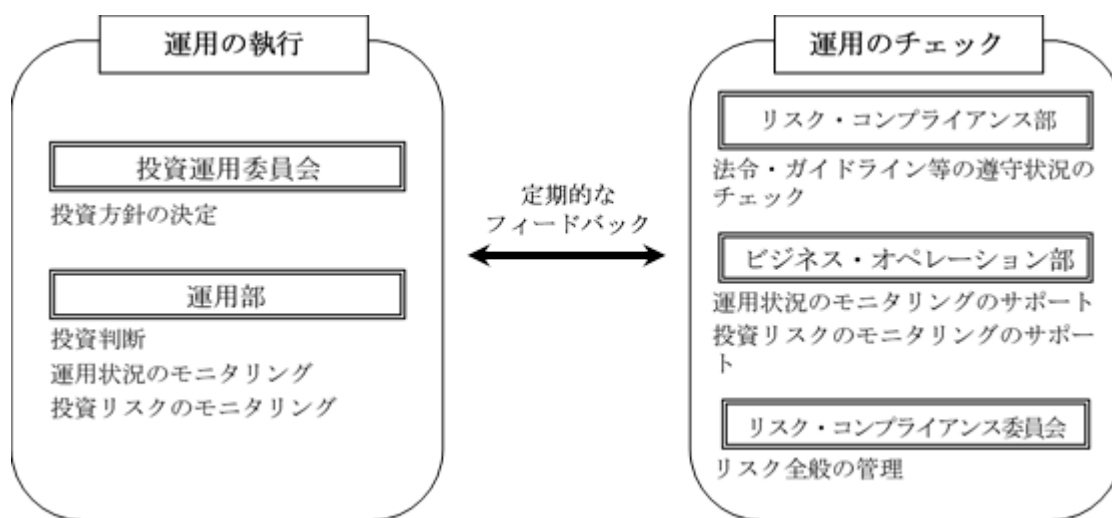 運用の執行
投資運用委員会
投資方針の決定
運用部
投資判断
運用状況のモニタリング
投資リスクのモニタリング
定期的な
フィードバック
運用のチェック
リスク・コンプライアンス部
法令・ガイドライン等の遵守状況の
チェック
ビジネス・オペレーション部
運用状況のモニタリングのサポート
投資リスクのモニタリングのサポー
ト
リスク・コンプライアンス委員会
リスク全般の管理